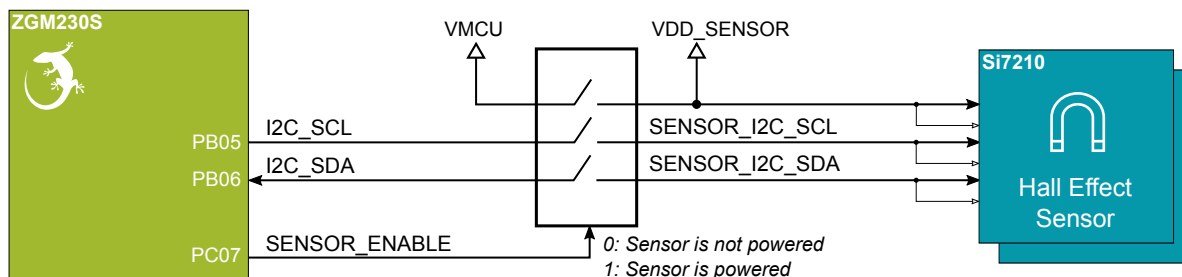 ZGM230S
VMCU
VDD_SENSOR
Si7210
PB05
I2C_SCL
SENSOR_I2C_SCL
PB06
I2C_SDA
SENSOR_I2C_SDA
Hall Effect
Sensor
PC07
SENSOR_ENABLE
0: Sensor is not powered
1: Sensor is powered